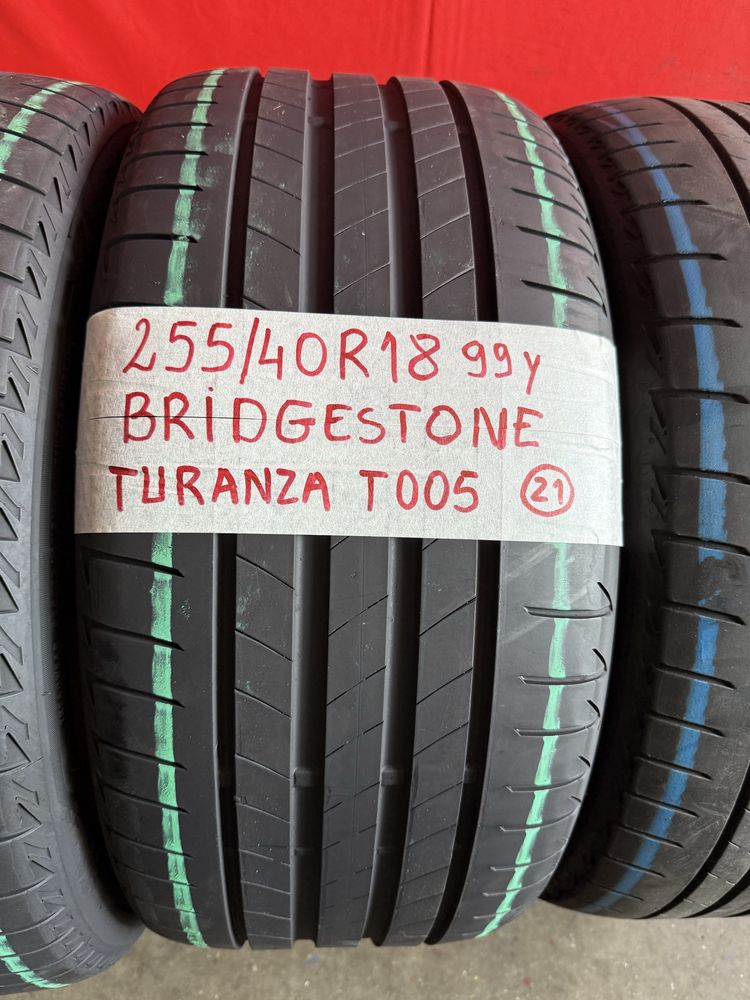 255/40R18 99y
BRiDGESTONE
TURANZA T005 21